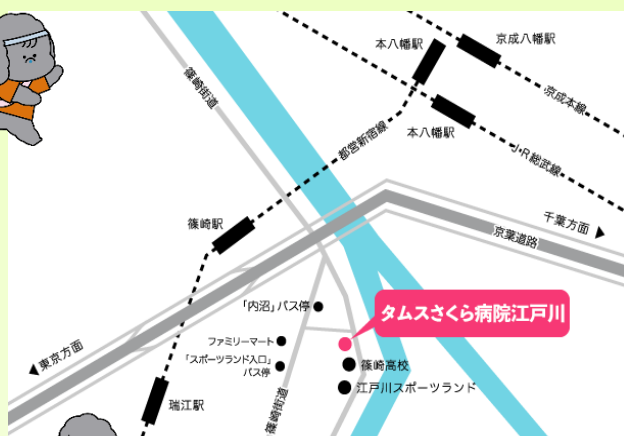 京成八幡駅
本八幡駅
京成本線
篠崎街道
本八幡駅
都営新宿線
J・R総武線
篠崎駅
千葉方面
京葉道路
「内沼」バス停
タムスさくら病院江戸川
ファミリーマート
東京方面
「スポーツランド入口」
バス停
篠崎高校
江戸川スポーツランド
瑞江駅
篠崎街道